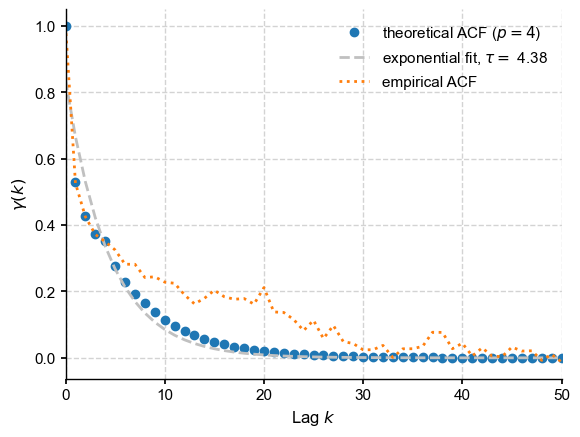 theoretical ACF (p = 4)
exponential fit, τ = 4.38
empirical ACF
1.0
0.8
0.6
0.4
0.2
0.0
γ(k)
0 10 20 30 40 50
Lag k